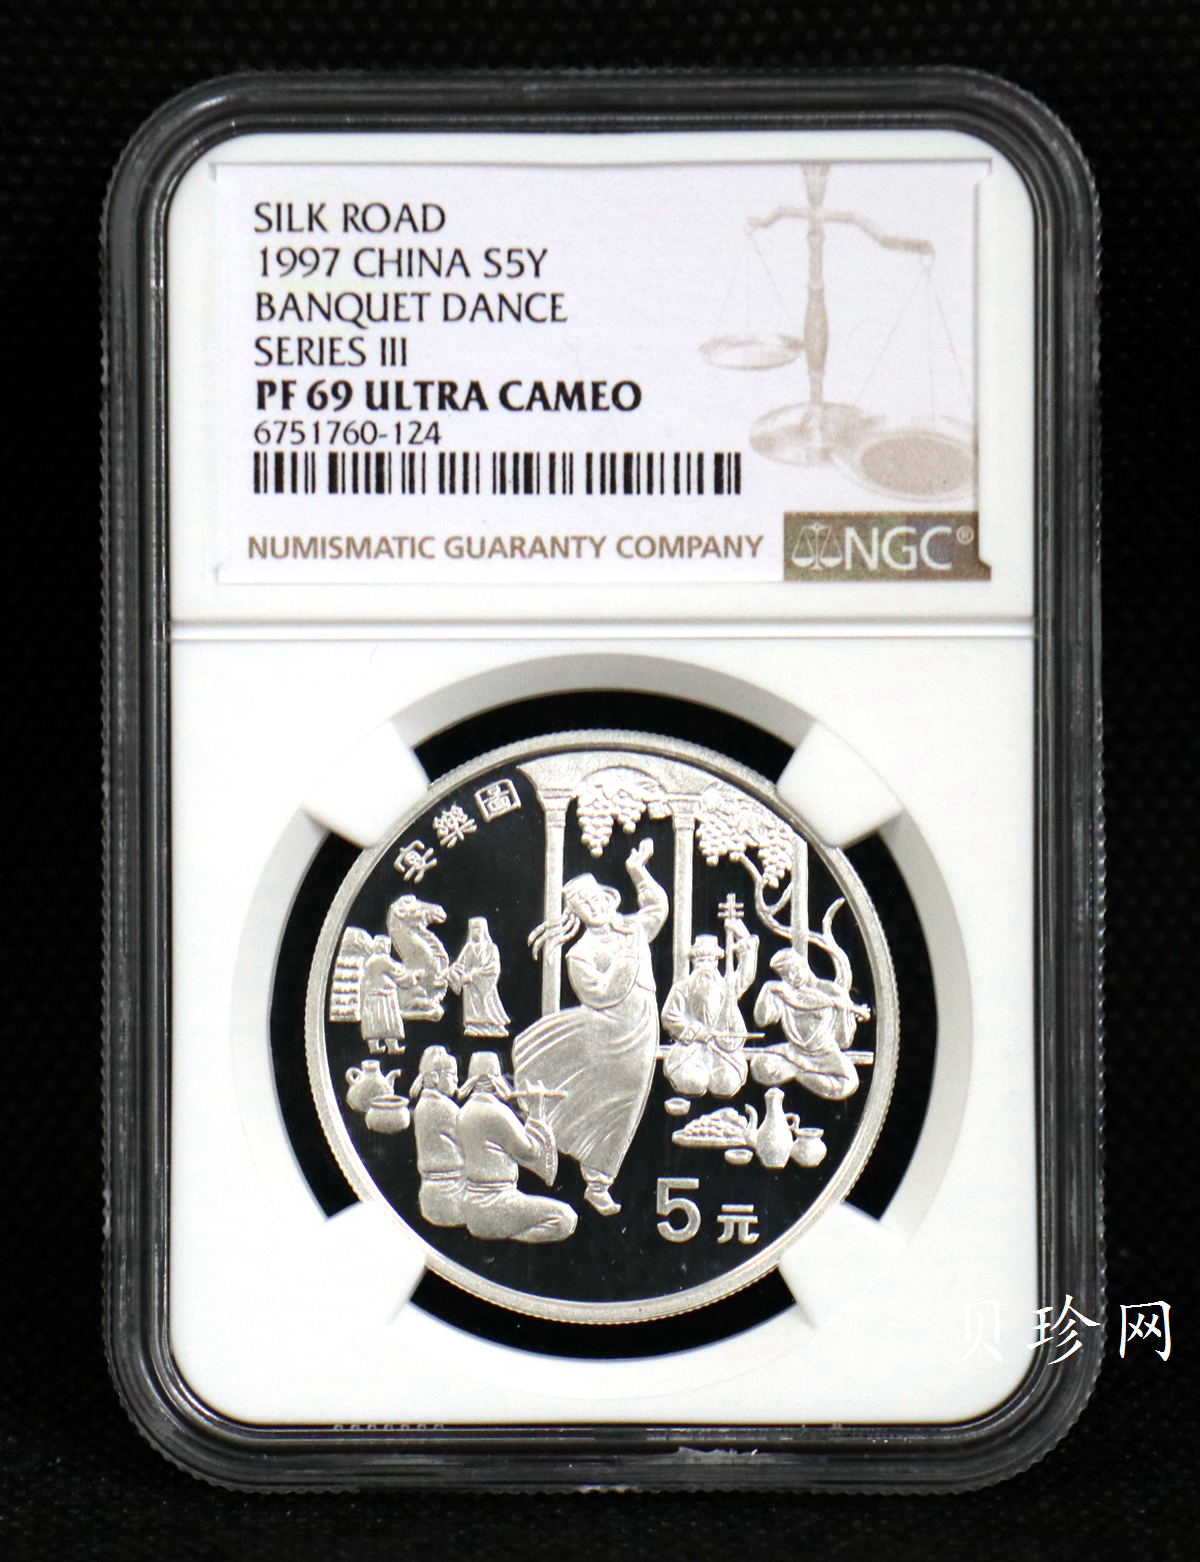 SILK ROAD
1997 CHINA S5Y
BANQUET DANCE
SERIES III
PF 69 ULTRA CAMEO
6751760-124
NUMISMATIC GUARANTY COMPANY
NGC®
宴樂圖
5元
贝珍网